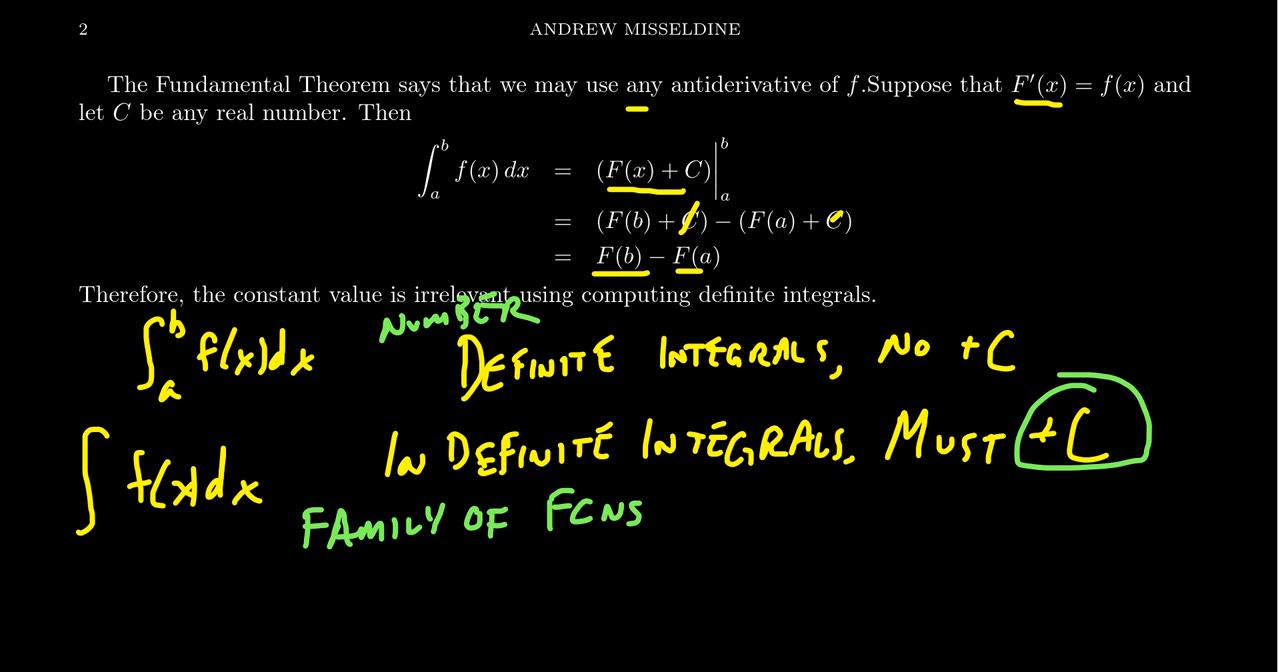 2 ANDREW MISSELDINE
The Fundamental Theorem says that we may use any antiderivative of f.Suppose that F′(x) = f(x) and
let C be any real number. Then
∫_a^b f(x) dx = (F(x) + C)|_a^b
= (F(b) + C) − (F(a) + C)
= F(b) − F(a)
Therefore, the constant value is irrelevant using computing definite integrals.
NUMBER
∫_a^b f(x)dx DEFINITE INTEGRALS, NO +C
∫ f(x)dx INDEFINITE INTEGRALS. MUST +C
FAMILY OF FCNS